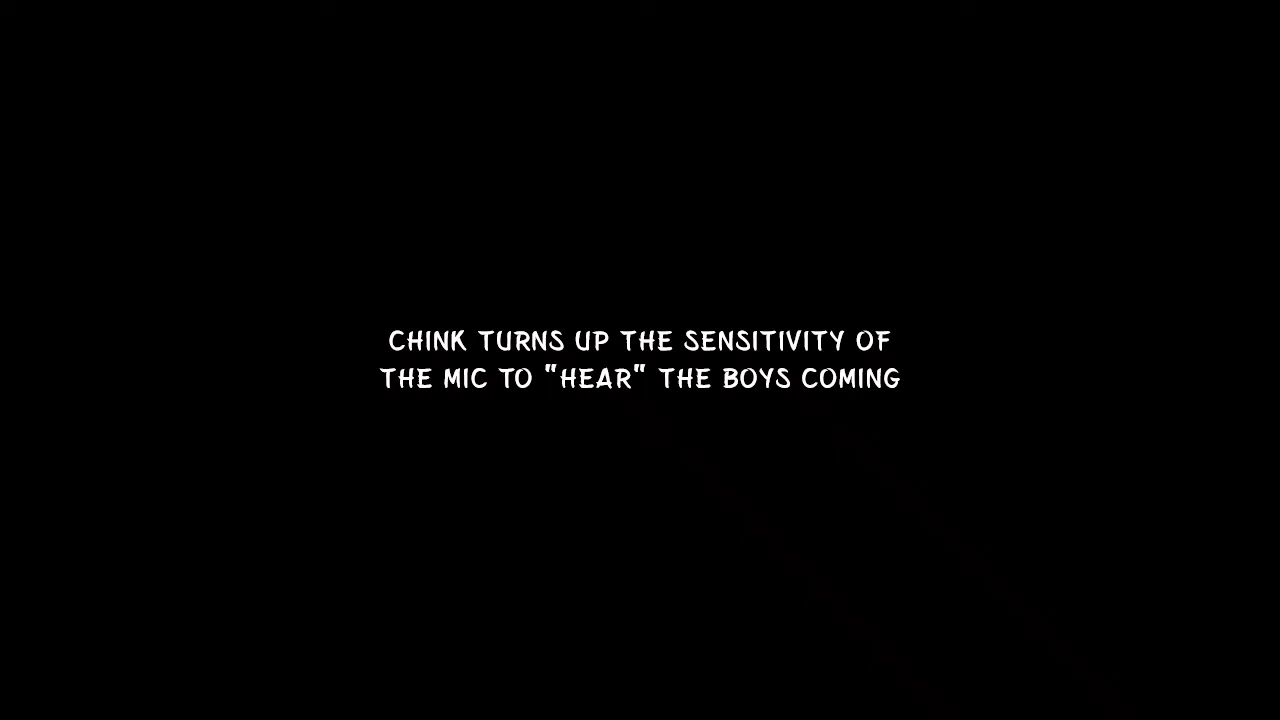 CHINK TURNS UP THE SENSITIVITY OF
THE MIC TO "HEAR" THE BOYS COMING